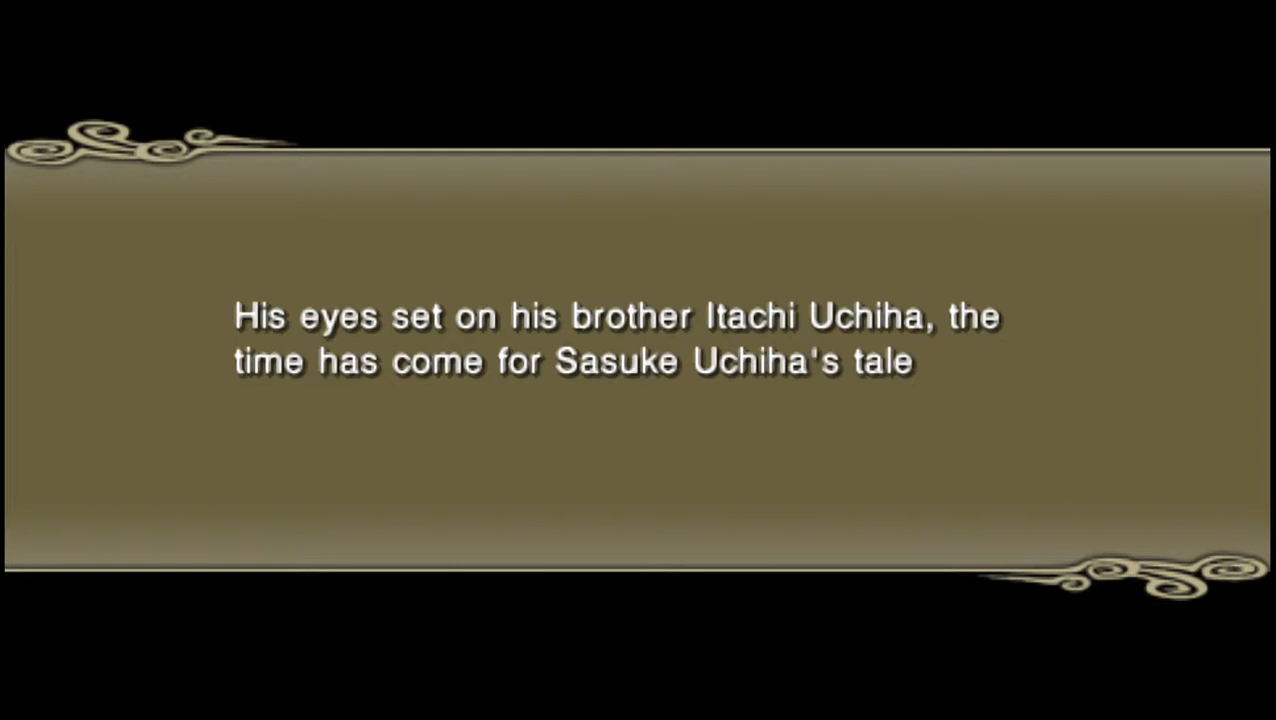 His eyes set on his brother Itachi Uchiha, the
time has come for Sasuke Uchiha's tale